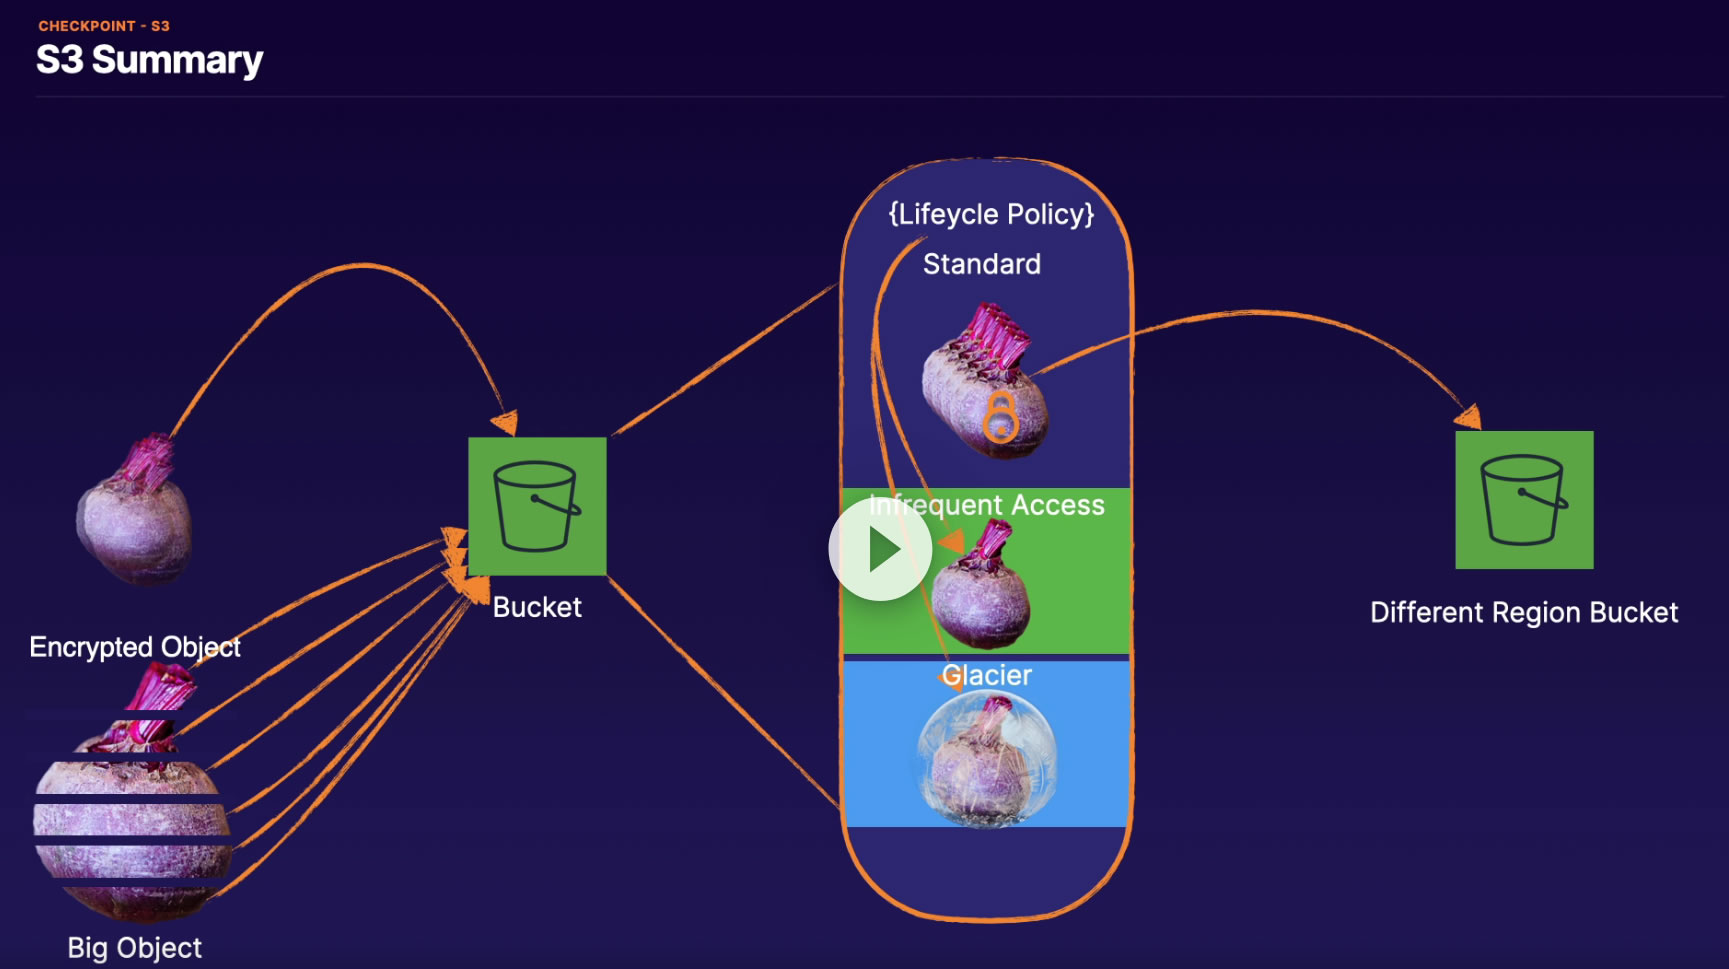 CHECKPOINT - S3
S3 Summary
{Lifeycle Policy}
Standard
Infrequent Access
Glacier
Bucket
Different Region Bucket
Encrypted Object
Big Object